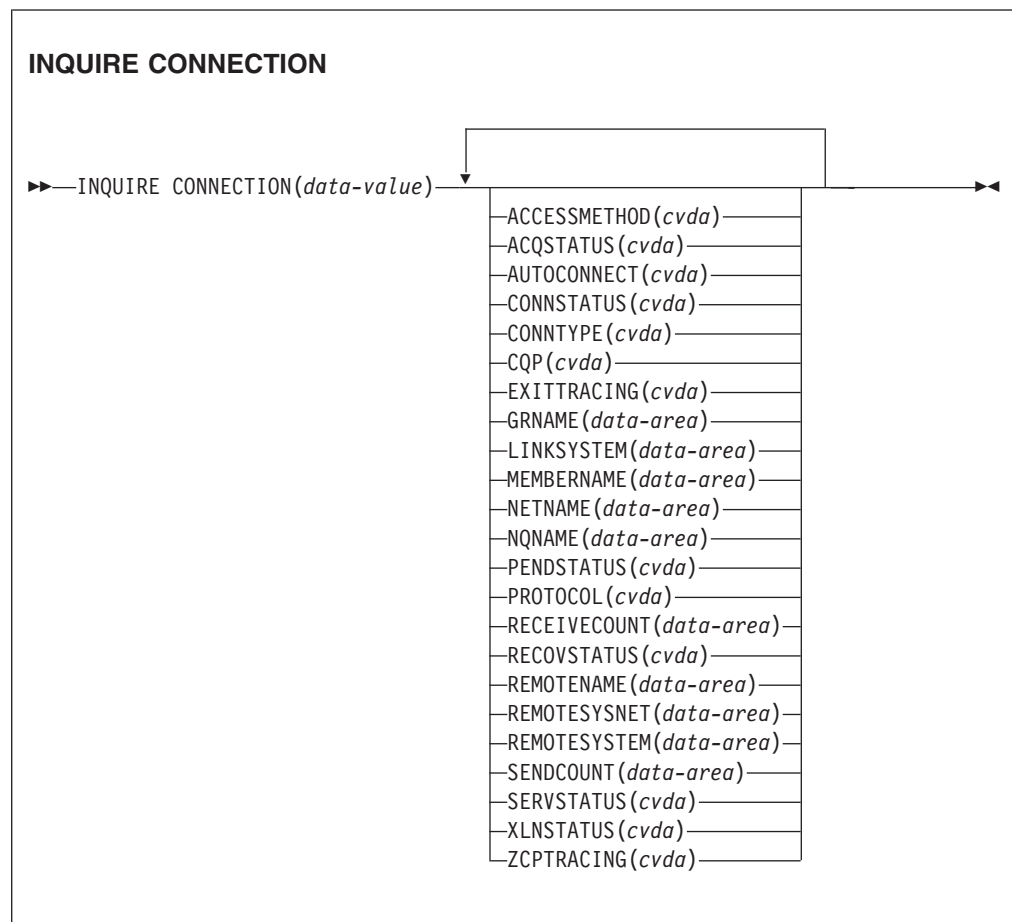 INQUIRE CONNECTION
INQUIRE CONNECTION(data-value)
ACCESSMETHOD(cvda)
ACQSTATUS(cvda)
AUTOCONNECT(cvda)
CONNSTATUS(cvda)
CONNTYPE(cvda)
CQP(cvda)
EXITTRACING(cvda)
GRNAME(data-area)
LINKSYSTEM(data-area)
MEMBERNAME(data-area)
NETNAME(data-area)
NQNAME(data-area)
PENDSTATUS(cvda)
PROTOCOL(cvda)
RECEIVECOUNT(data-area)
RECOVSTATUS(cvda)
REMOTENAME(data-area)
REMOTESYSNET(data-area)
REMOTESYSTEM(data-area)
SENDCOUNT(data-area)
SERVSTATUS(cvda)
XLNSTATUS(cvda)
ZCPTRACING(cvda)